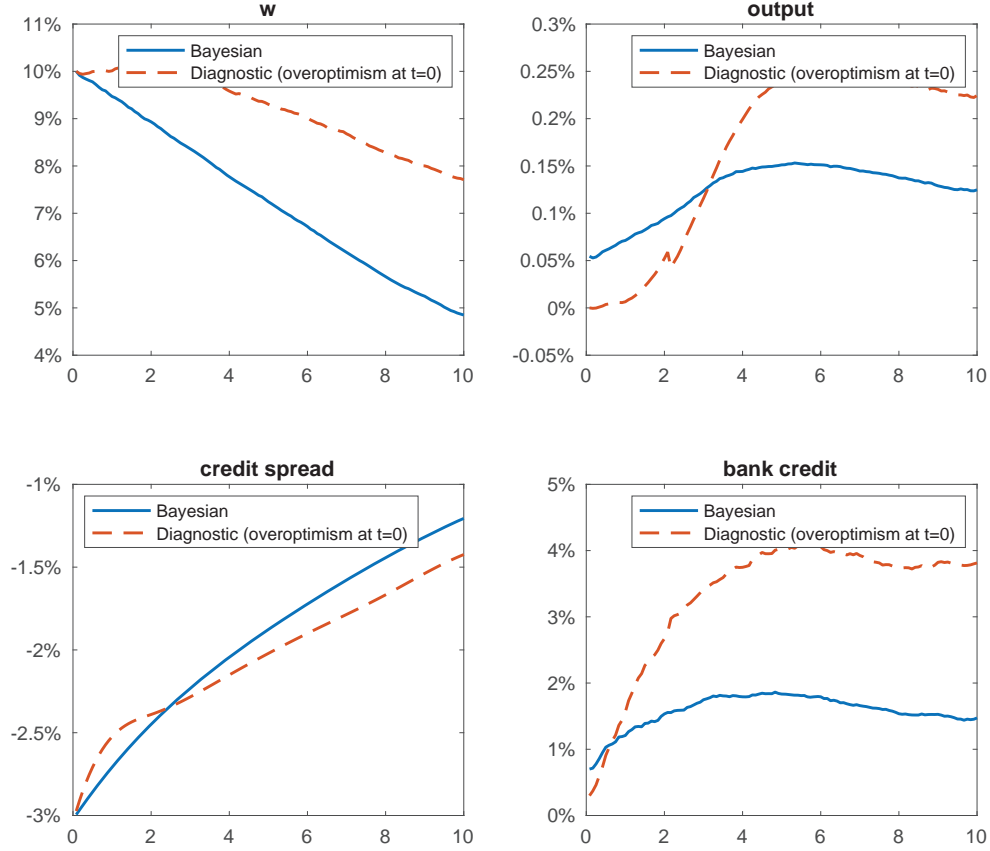 w
11%
10%
9%
8%
7%
6%
5%
4%
0 2 4 6 8 10
Bayesian
Diagnostic (overoptimism at t=0)
output
0.3%
0.25%
0.2%
0.15%
0.1%
0.05%
0%
-0.05%
0 2 4 6 8 10
Bayesian
Diagnostic (overoptimism at t=0)
credit spread
-1%
-1.5%
-2%
-2.5%
-3%
0 2 4 6 8 10
Bayesian
Diagnostic (overoptimism at t=0)
bank credit
5%
4%
3%
2%
1%
0%
0 2 4 6 8 10
Bayesian
Diagnostic (overoptimism at t=0)